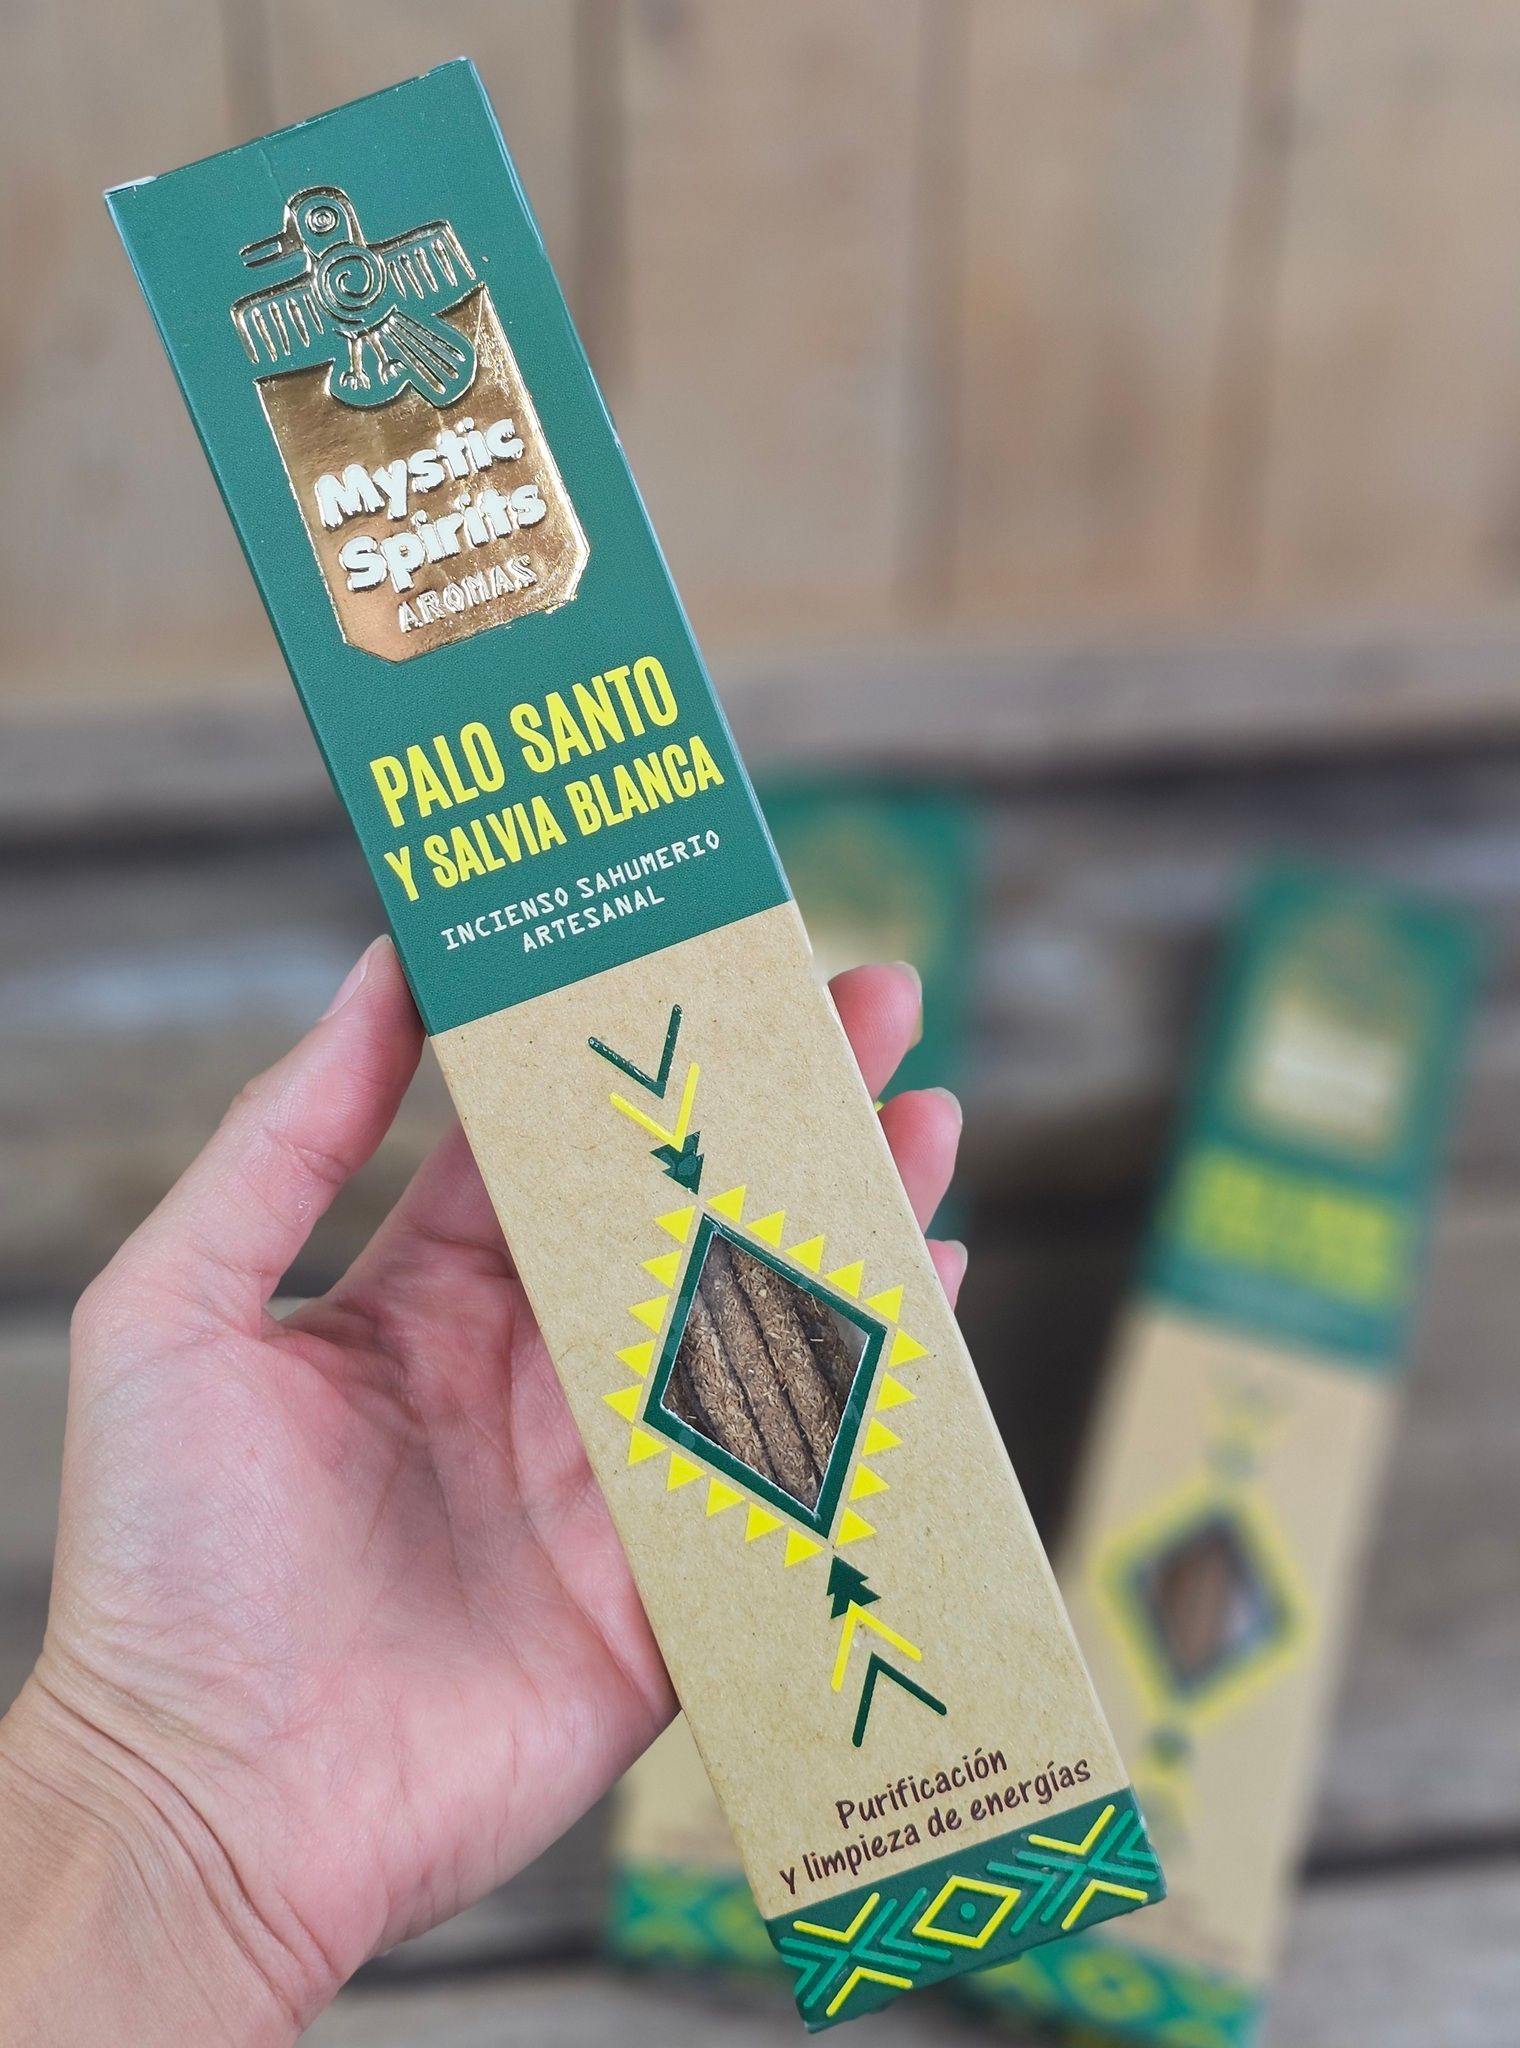 Mystic
Spirits
AROMAS
PALO SANTO
Y SALVIA BLANCA
INCIENSO SAHUMERIO
ARTESANAL
Purificación
y limpieza de energías